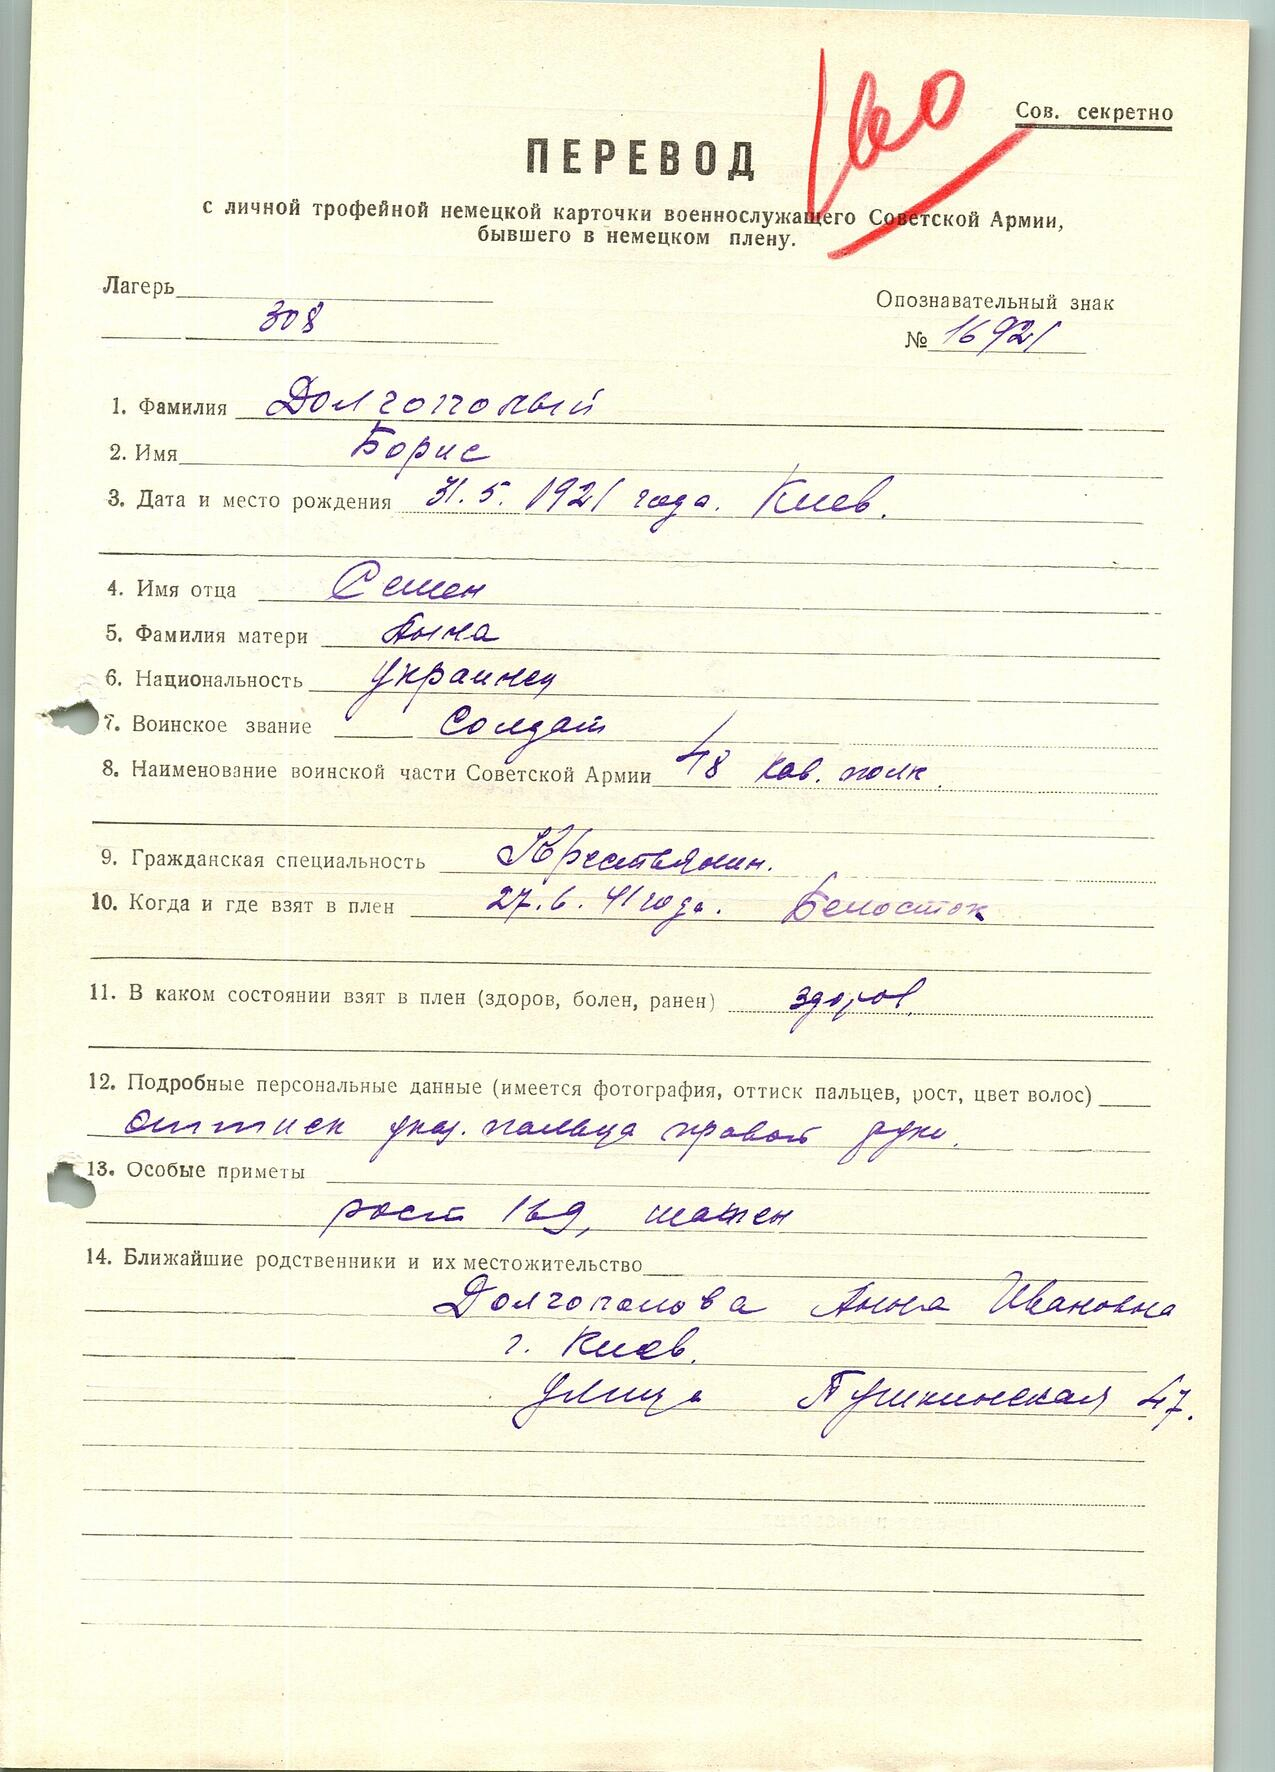 Сов. секретно
ПЕРЕВОД
с личной трофейной немецкой карточки военнослужащего Советской Армии,
бывшего в немецком плену.
Лагерь
308
Опознавательный знак
№ 16921
1. Фамилия Долгополый
2. Имя Борис
3. Дата и место рождения 31.5. 1921 года. Киев.
4. Имя отца Семен
5. Фамилия матери Анна
6. Национальность украинец
7. Воинское звание солдат
8. Наименование воинской части Советской Армии 48 кав. полк.
9. Гражданская специальность Крестьянин.
10. Когда и где взят в плен 27.6.41 года. Белосток
11. В каком состоянии взят в плен (здоров, болен, ранен) здоров.
12. Подробные персональные данные (имеется фотография, оттиск пальцев, рост, цвет волос)
оттиск указ. пальца правой руки.
13. Особые приметы
рост 169, шатен
14. Ближайшие родственники и их местожительство
Долгополова Анна Ивановна
г. Киев.
улица Пушкинская 47.